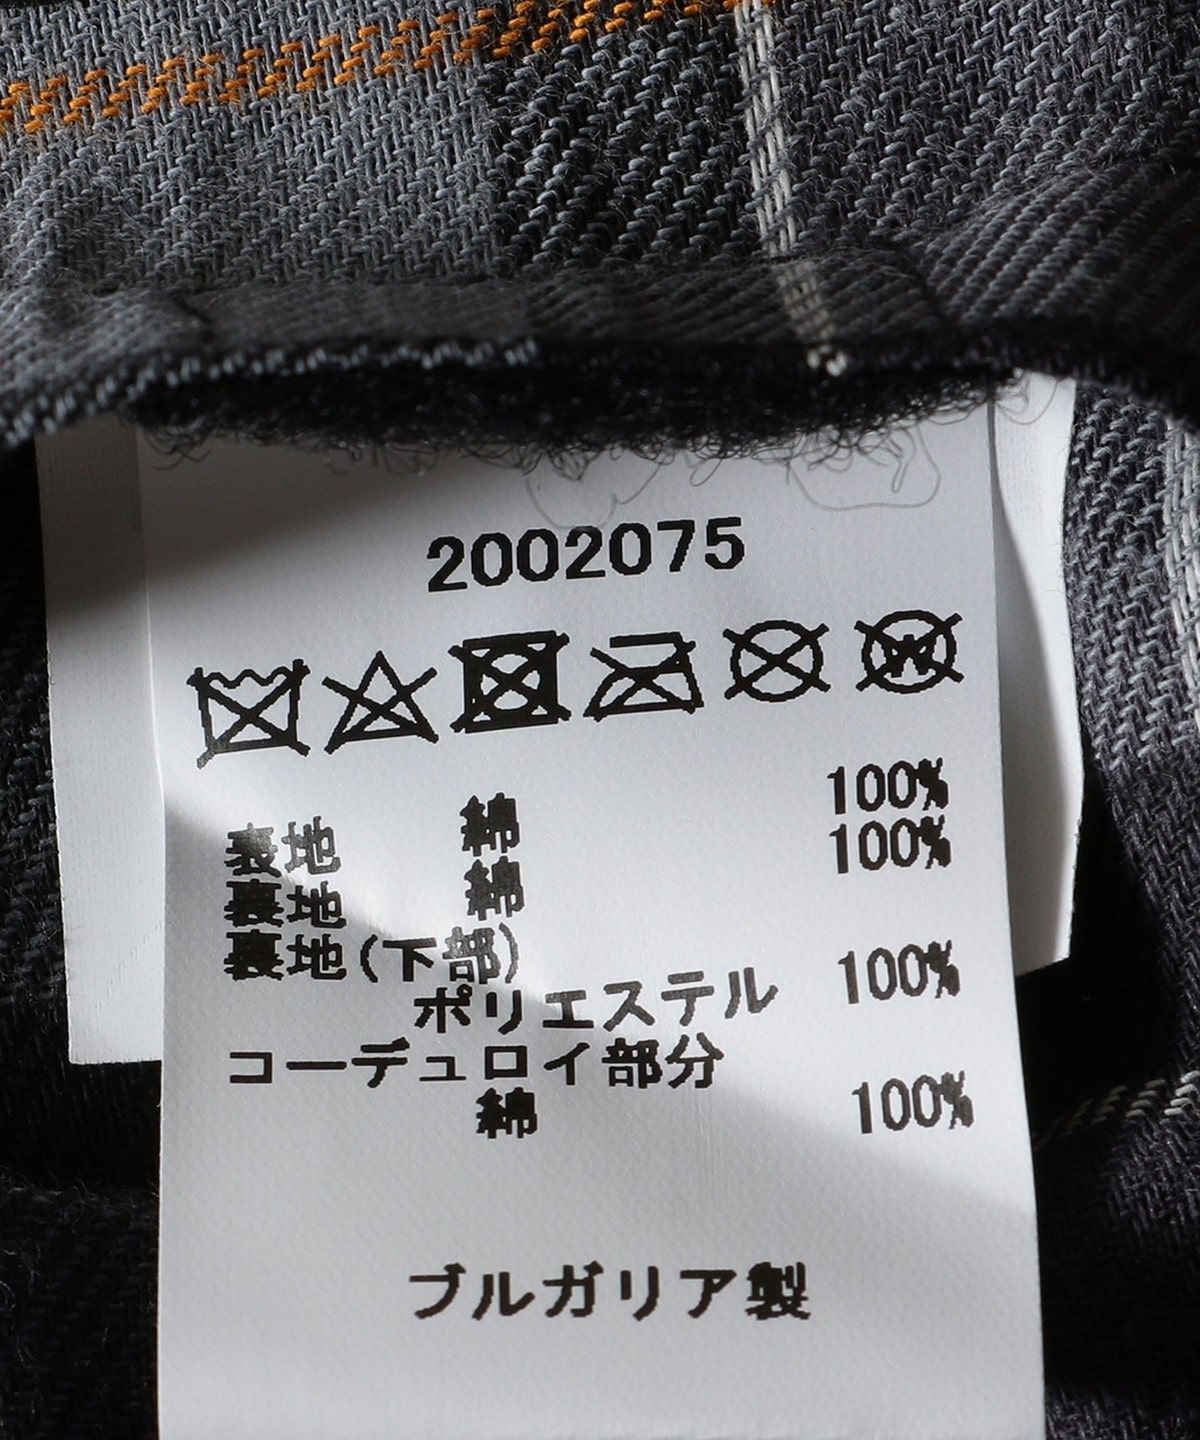 2002075
表地 綿 100%
裏地 綿 100%
裏地(下部)
ポリエステル 100%
コーデュロイ部分
綿 100%
ブルガリア製